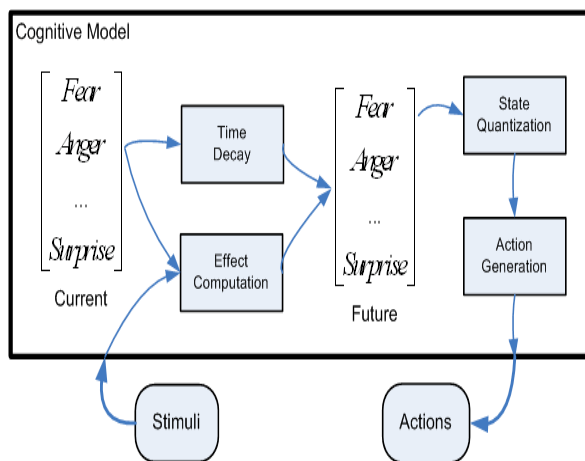 Cognitive Model
Fear
Anger
...
Surprise
Current
Time
Decay
Effect
Computation
Fear
Anger
...
Surprise
Future
State
Quantization
Action
Generation
Stimuli
Actions